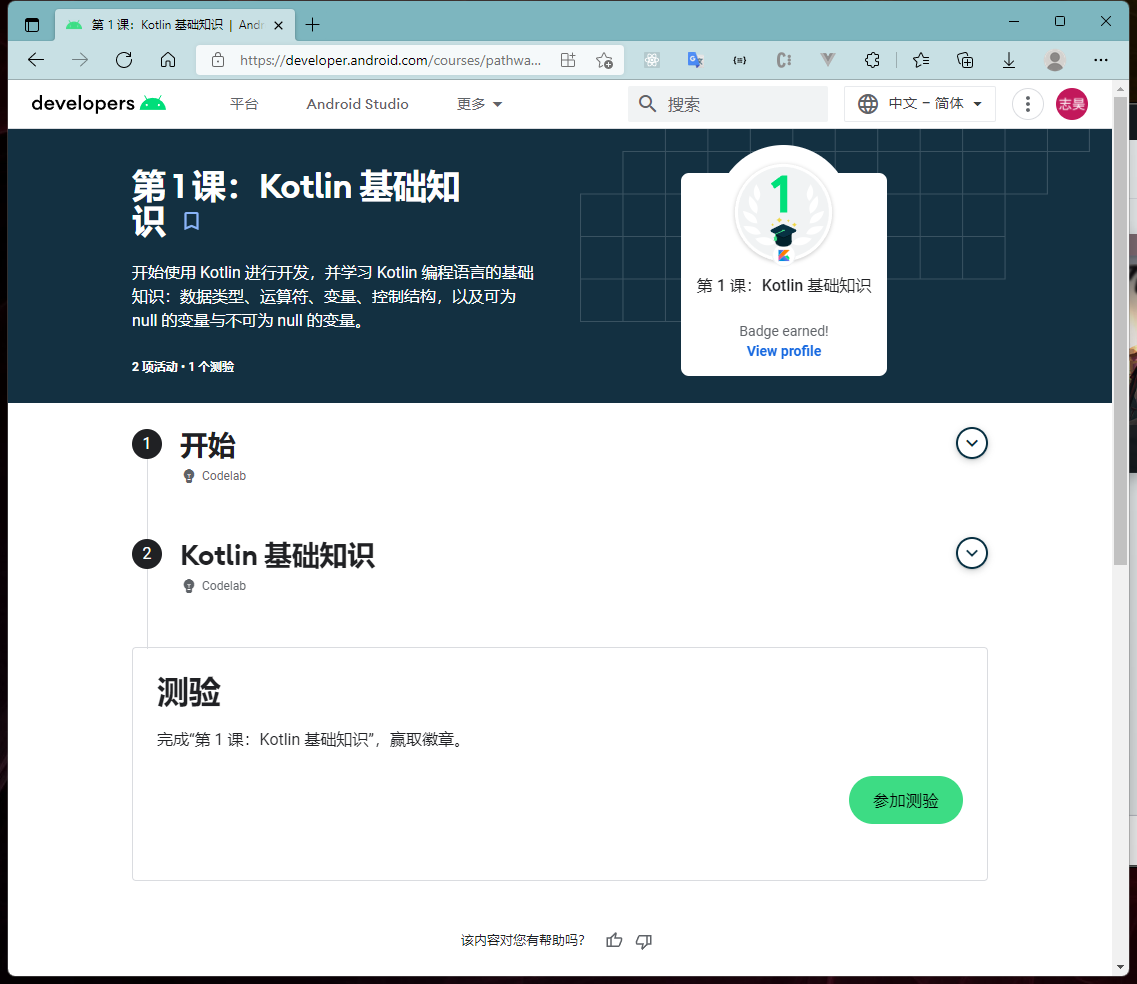 第 1 课：Kotlin 基础知识 | Andr
https://developer.android.com/courses/pathwa...
developers
平台
Android Studio
更多
搜索
中文 – 简体
志昊
第 1 课：Kotlin 基础知
识
开始使用 Kotlin 进行开发，并学习 Kotlin 编程语言的基础
知识：数据类型、运算符、变量、控制结构，以及可为
null 的变量与不可为 null 的变量。
2 项活动 • 1 个测验
1
第 1 课：Kotlin 基础知识
Badge earned!
View profile
1
开始
Codelab
2
Kotlin 基础知识
Codelab
测验
完成“第 1 课：Kotlin 基础知识”，赢取徽章。
参加测验
该内容对您有帮助吗？